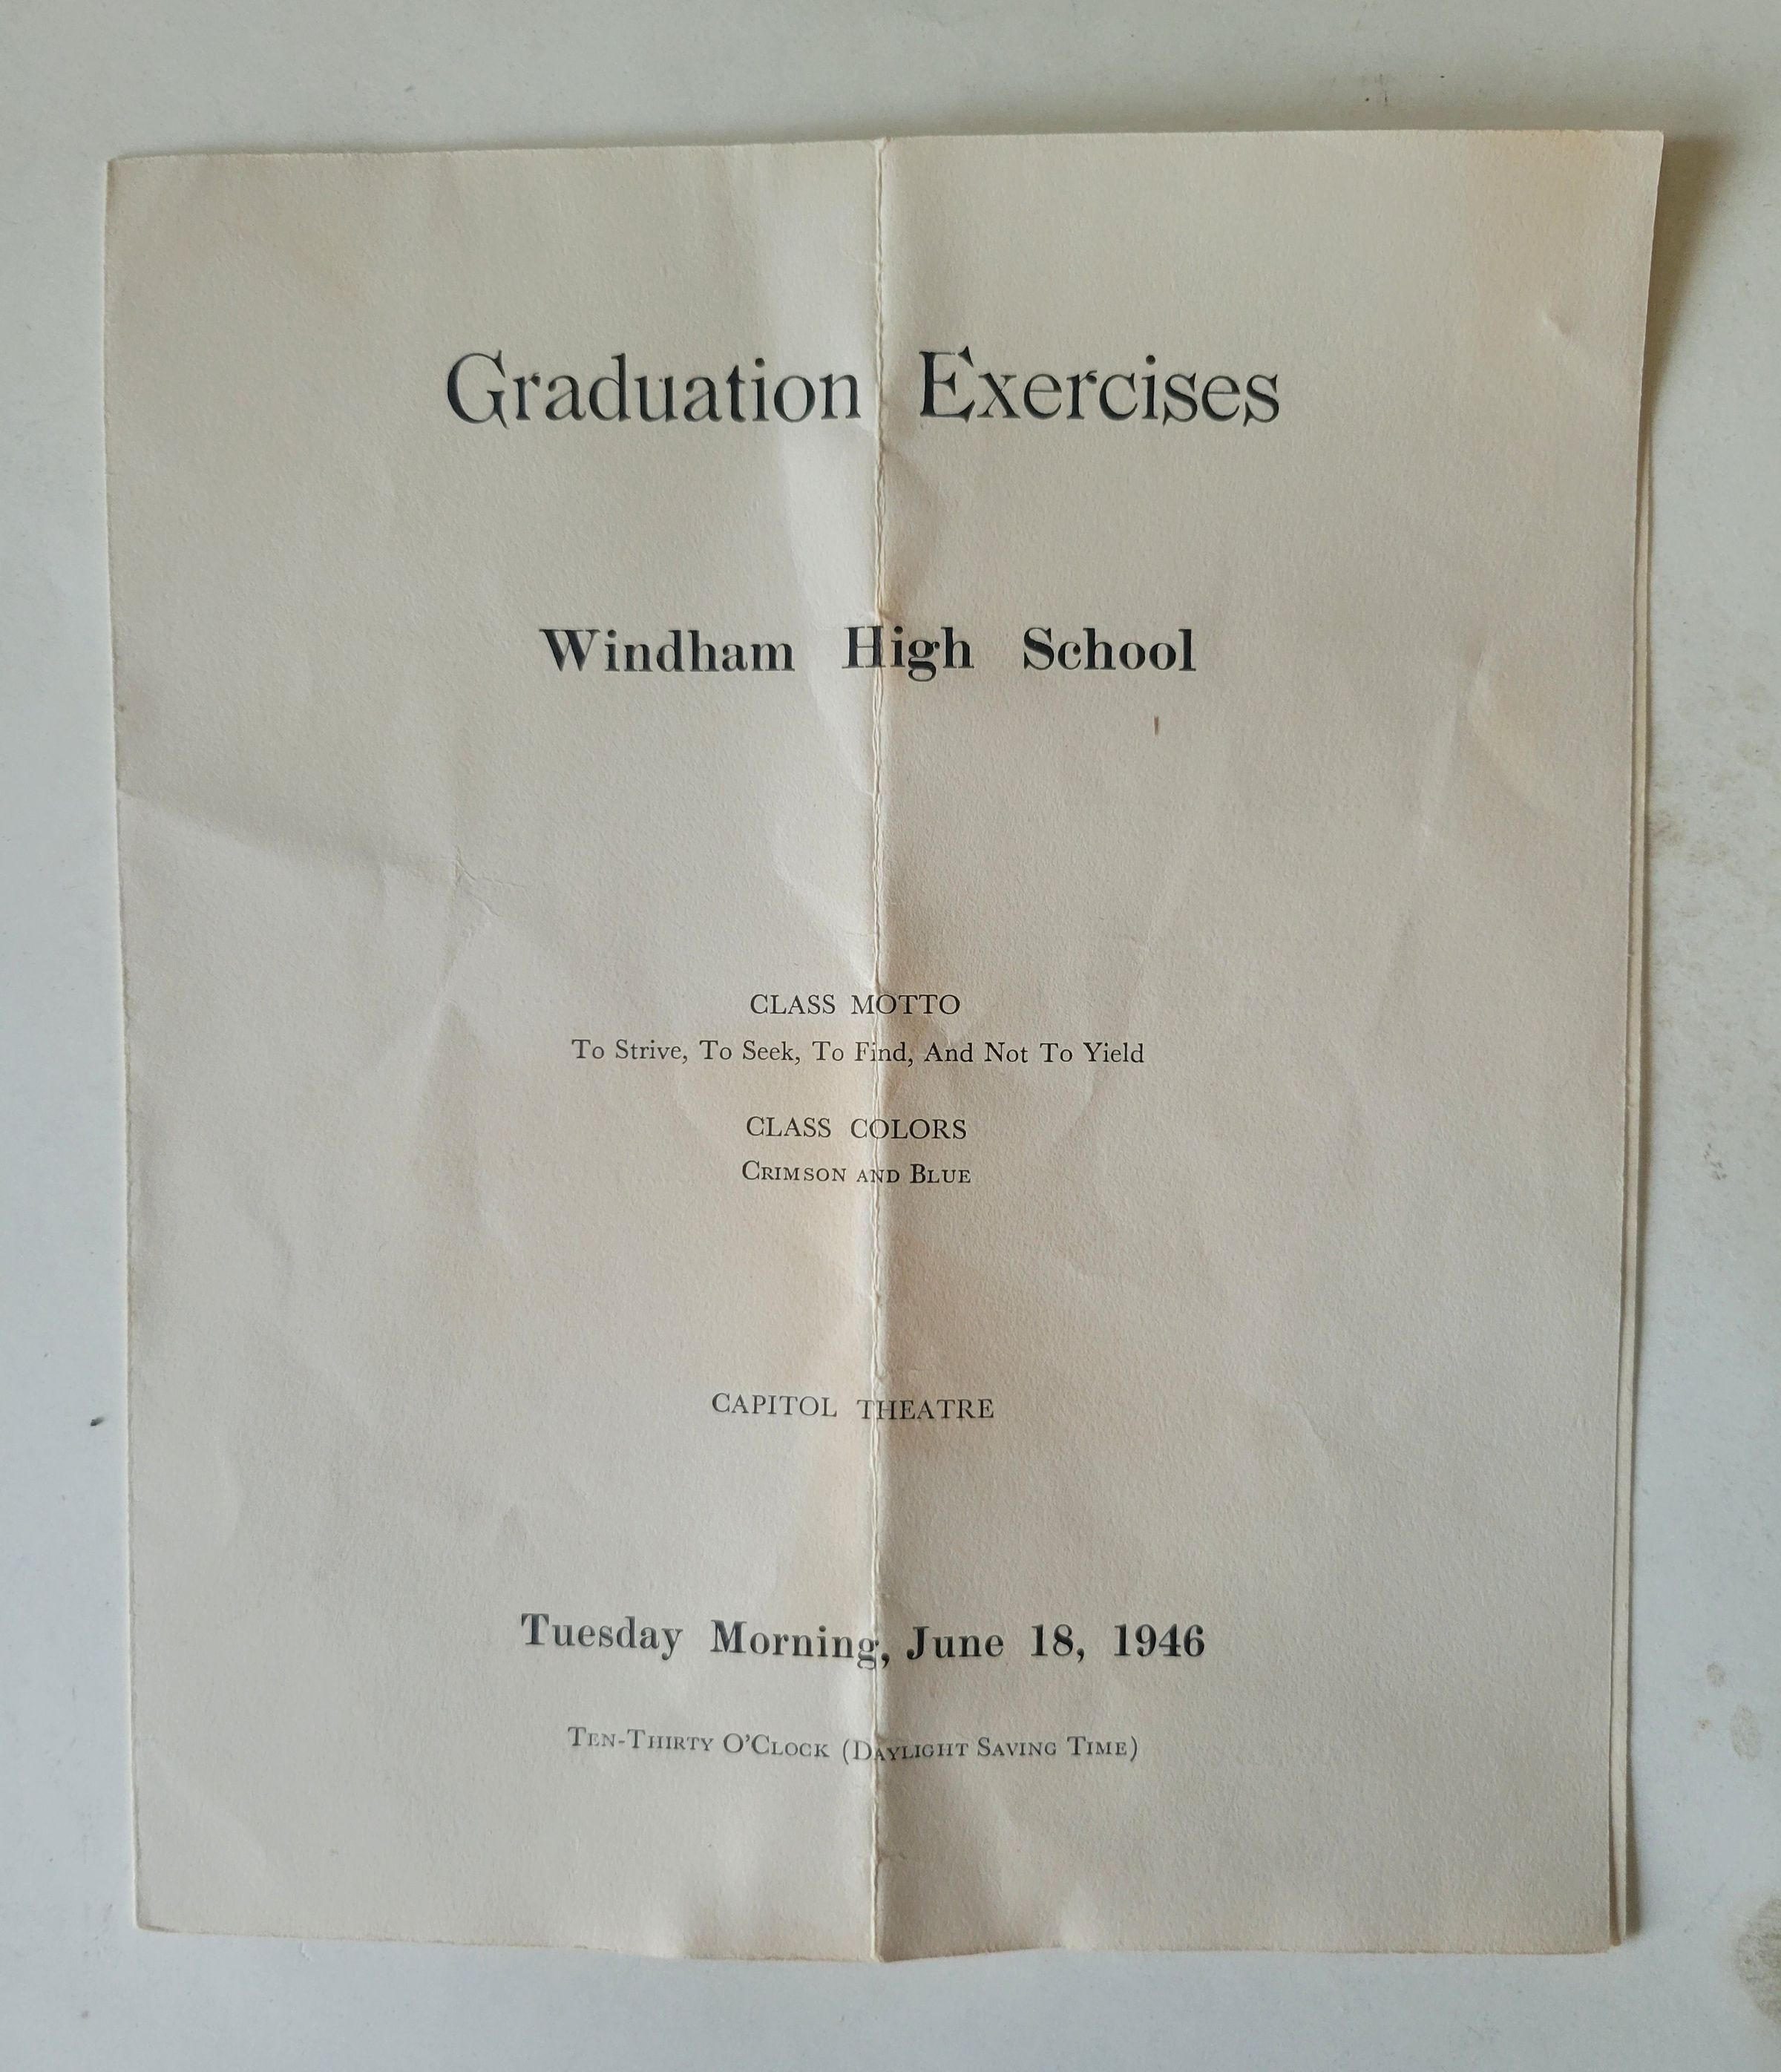 Graduation Exercises
Windham High School
CLASS MOTTO
To Strive, To Seek, To Find, And Not To Yield
CLASS COLORS
Crimson and Blue
CAPITOL THEATRE
Tuesday Morning, June 18, 1946
Ten-Thirty O'Clock (Daylight Saving Time)